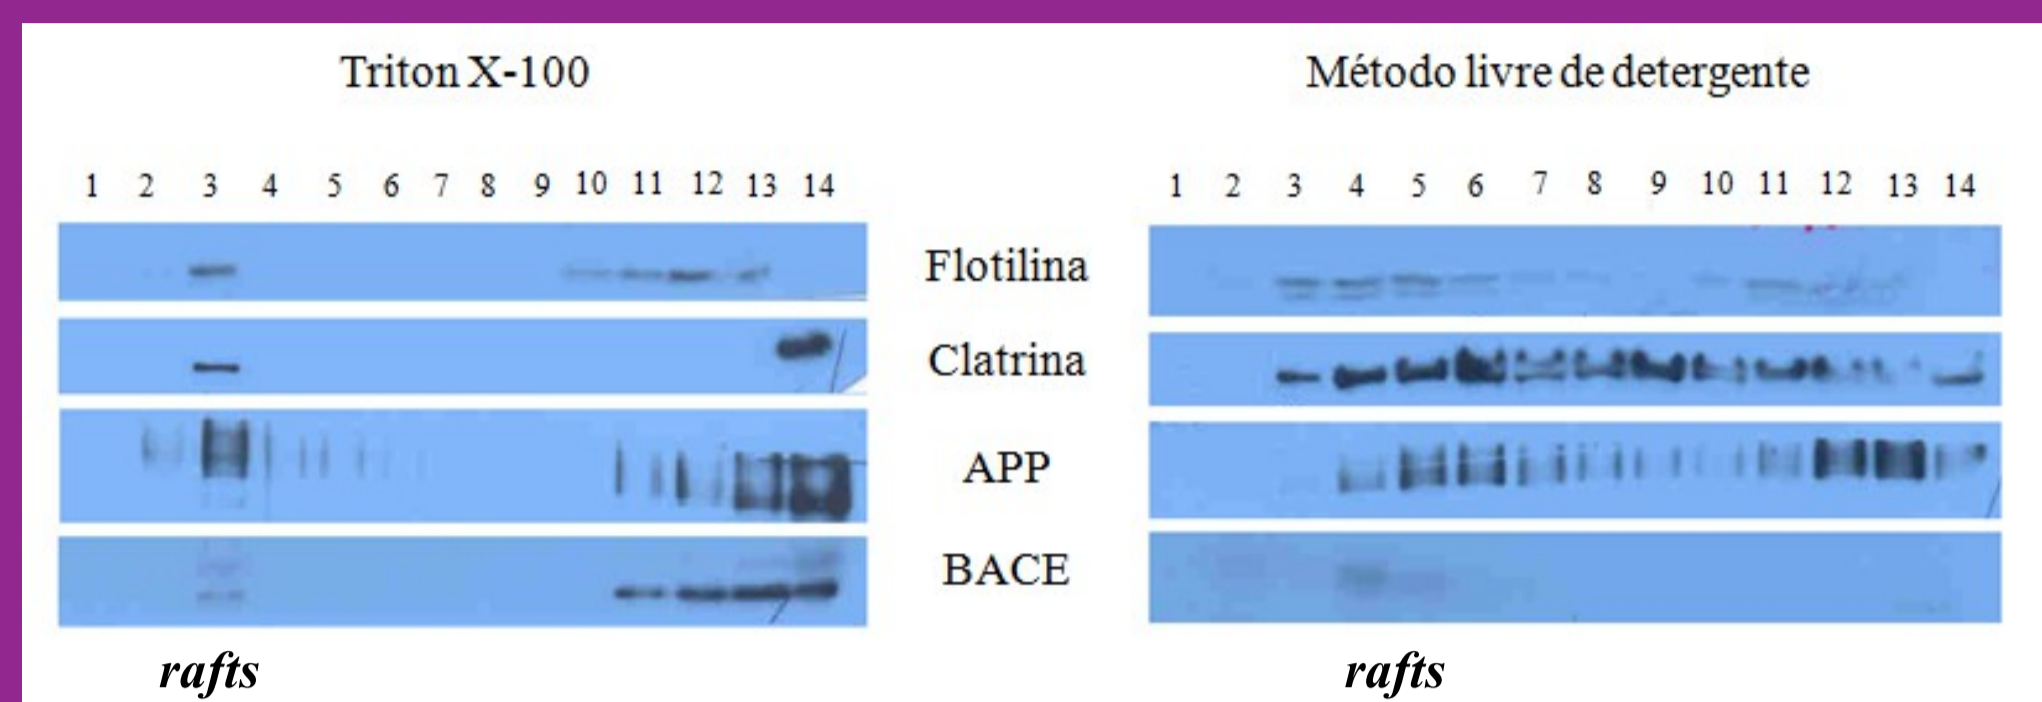 Triton X-100
Método livre de detergente
1 2 3 4 5 6 7 8 9 10 11 12 13 14
1 2 3 4 5 6 7 8 9 10 11 12 13 14
Flotilina
Clatrina
APP
BACE
rafts
rafts